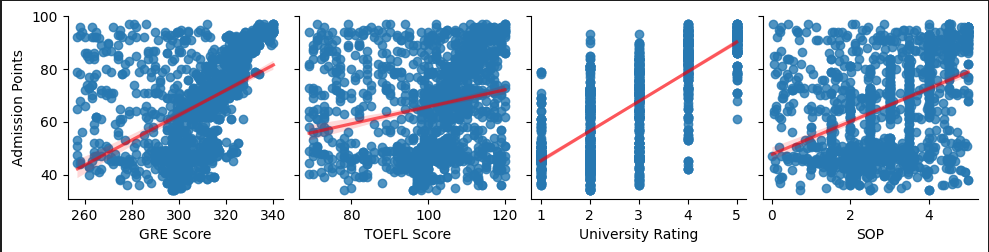 Admission Points
100
80
60
40
260 280 300 320 340
GRE Score
80 100 120
TOEFL Score
1 2 3 4 5
University Rating
0 2 4
SOP